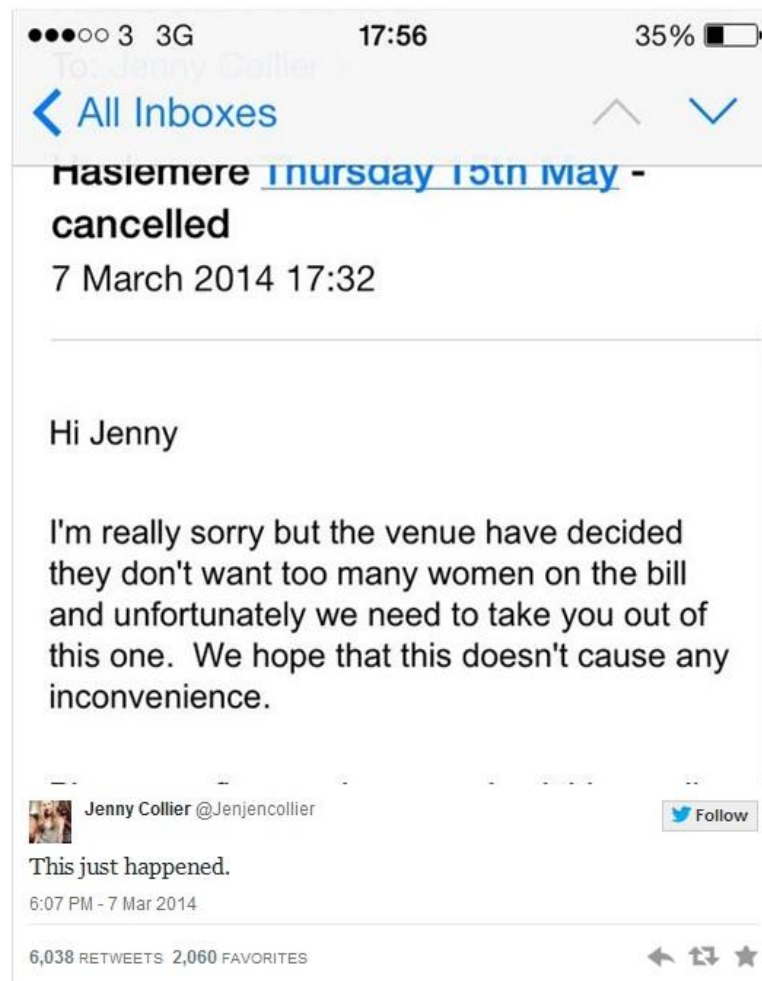 3 3G 17:56 35%
To: Jenny Collier >
All Inboxes
Haslemere Thursday 15th May -
cancelled
7 March 2014 17:32
Hi Jenny
I'm really sorry but the venue have decided
they don't want too many women on the bill
and unfortunately we need to take you out of
this one. We hope that this doesn't cause any
inconvenience.
Jenny Collier @Jenjencollier
Follow
This just happened.
6:07 PM - 7 Mar 2014
6,038 RETWEETS 2,060 FAVORITES